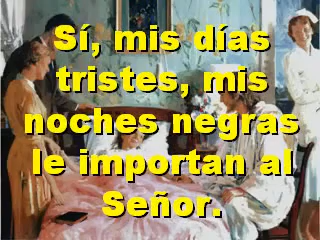 Sí, mis días
tristes, mis
noches negras
le importan al
Señor.